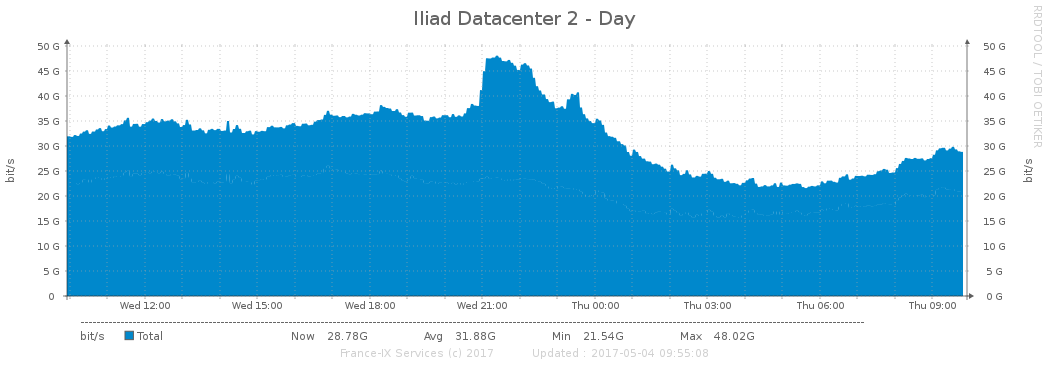 Iliad Datacenter 2 - Day
RRDTOOL / TOBI OETIKER
50 G 50 G
45 G 45 G
40 G 40 G
35 G 35 G
30 G 30 G
25 G 25 G
20 G 20 G
15 G 15 G
10 G 10 G
5 G 5 G
0 0 G
bit/s bit/s
Wed 12:00 Wed 15:00 Wed 18:00 Wed 21:00 Thu 00:00 Thu 03:00 Thu 06:00 Thu 09:00
bit/s Total Now 28.78G Avg 31.88G Min 21.54G Max 48.02G
France-IX Services (c) 2017 Updated : 2017-05-04 09:55:08